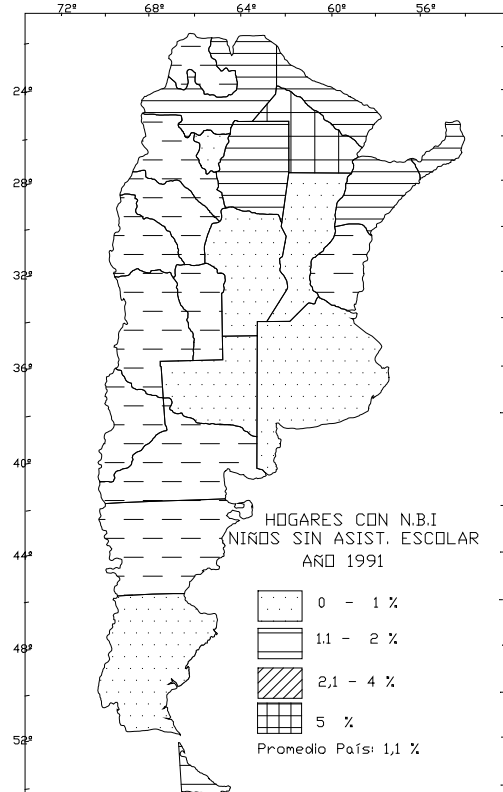 72º 68º 64º 60º 56º
24º
28º
32º
36º
40º
44º
48º
52º
HOGARES CON N.B.I
NIÑOS SIN ASIST. ESCOLAR
AÑO 1991
0 - 1 %
1.1 - 2 %
2,1 - 4 %
5 %
Promedio País: 1,1 %